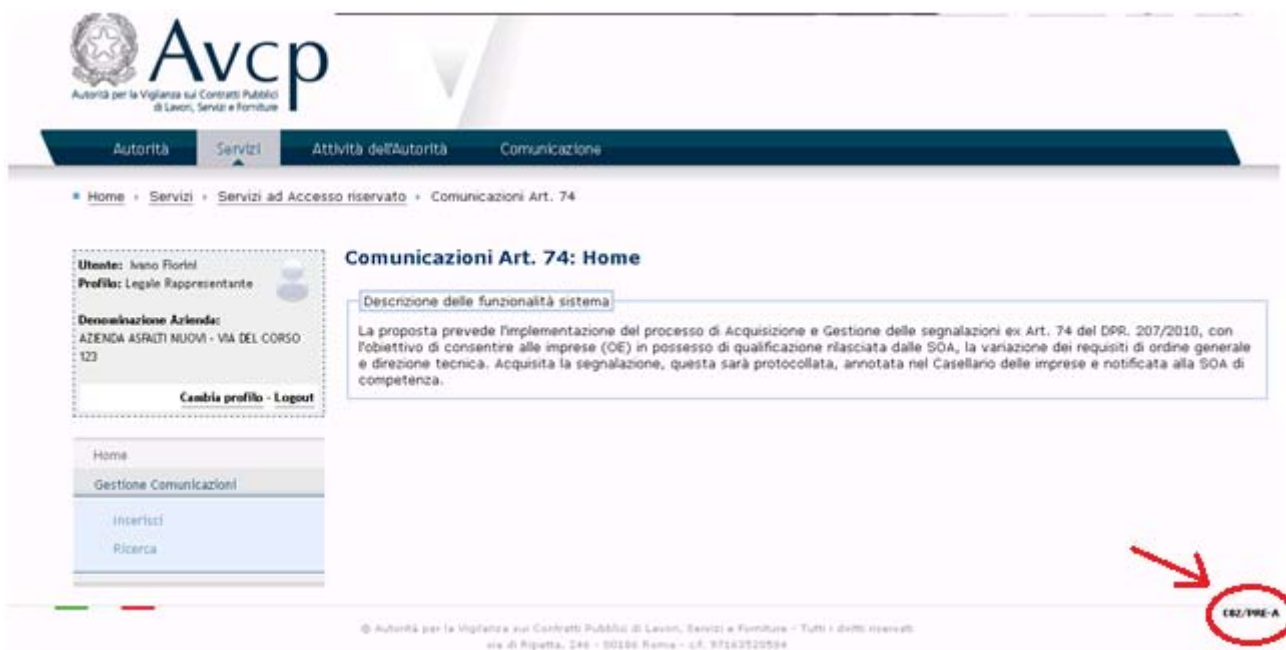 Avcp
Autorità per la Vigilanza sui Contratti Pubblici
di Lavori, Servizi e Forniture
Autorità Servizi Attività dell'Autorità Comunicazione
Home › Servizi › Servizi ad Accesso riservato › Comunicazioni Art. 74
Utente: Ivano Fiorini
Profilo: Legale Rappresentante
Denominazione Azienda:
AZIENDA ASFALTI NUOVI - VIA DEL CORSO
123
Cambia profilo - Logout
Home
Gestione Comunicazioni
Inserisci
Ricerca
Comunicazioni Art. 74: Home
Descrizione delle funzionalità sistema
La proposta prevede l'implementazione del processo di Acquisizione e Gestione delle segnalazioni ex Art. 74 del DPR. 207/2010, con
l'obiettivo di consentire alle imprese (OE) in possesso di qualificazione rilasciata dalle SOA, la variazione dei requisiti di ordine generale
e direzione tecnica. Acquisita la segnalazione, questa sarà protocollata, annotata nel Casellario delle imprese e notificata alla SOA di
competenza.
C02/PRE-A
© Autorità per la Vigilanza sui Contratti Pubblici di Lavori, Servizi e Forniture - Tutti i diritti riservati
via di Ripetta, 246 - 00186 Roma - c.f. 97163520584